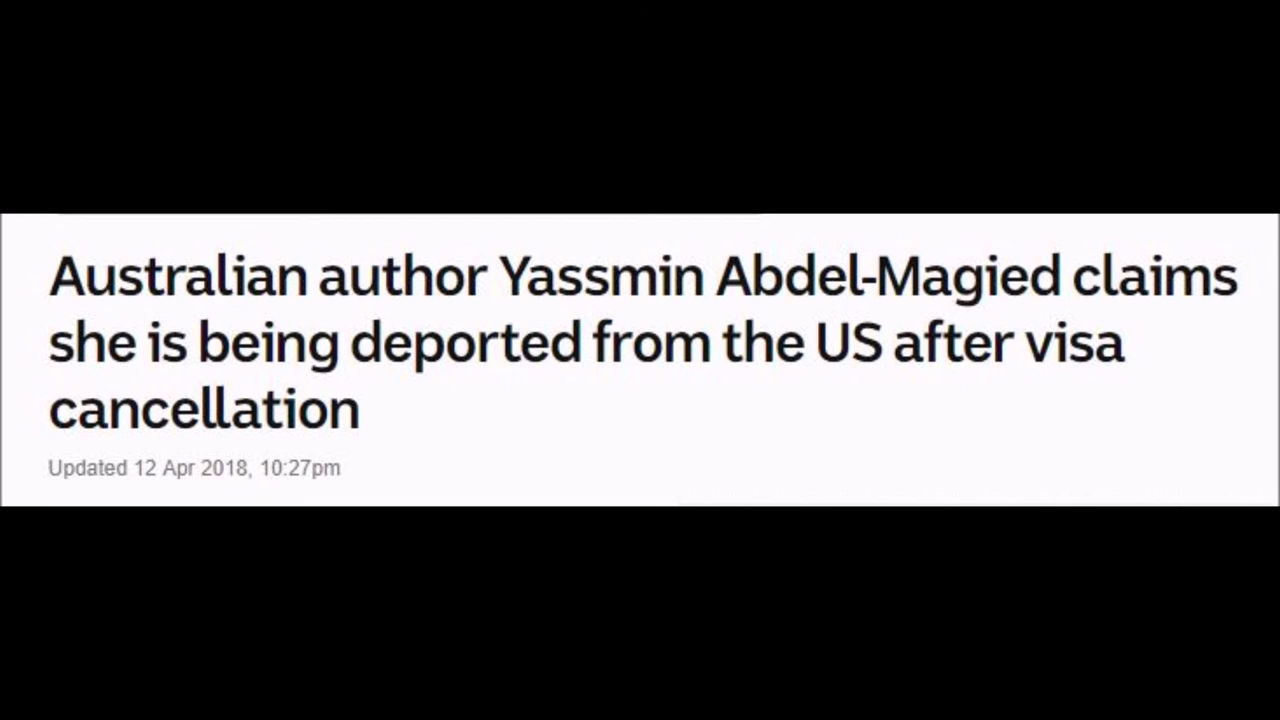 Australian author Yassmin Abdel-Magied claims
she is being deported from the US after visa
cancellation
Updated 12 Apr 2018, 10:27pm